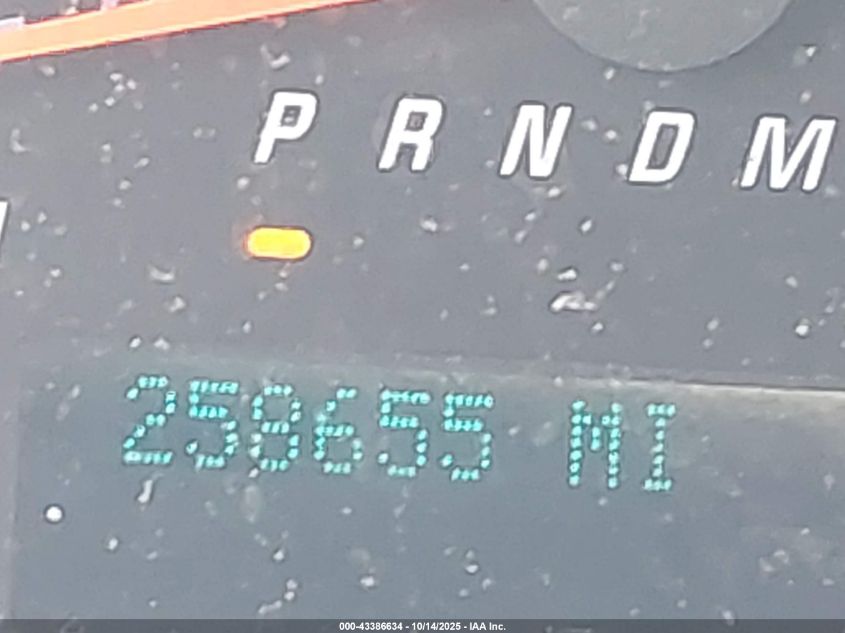 P R N D M
258655 MI
000-43386634 - 10/14/2025 - IAA Inc.